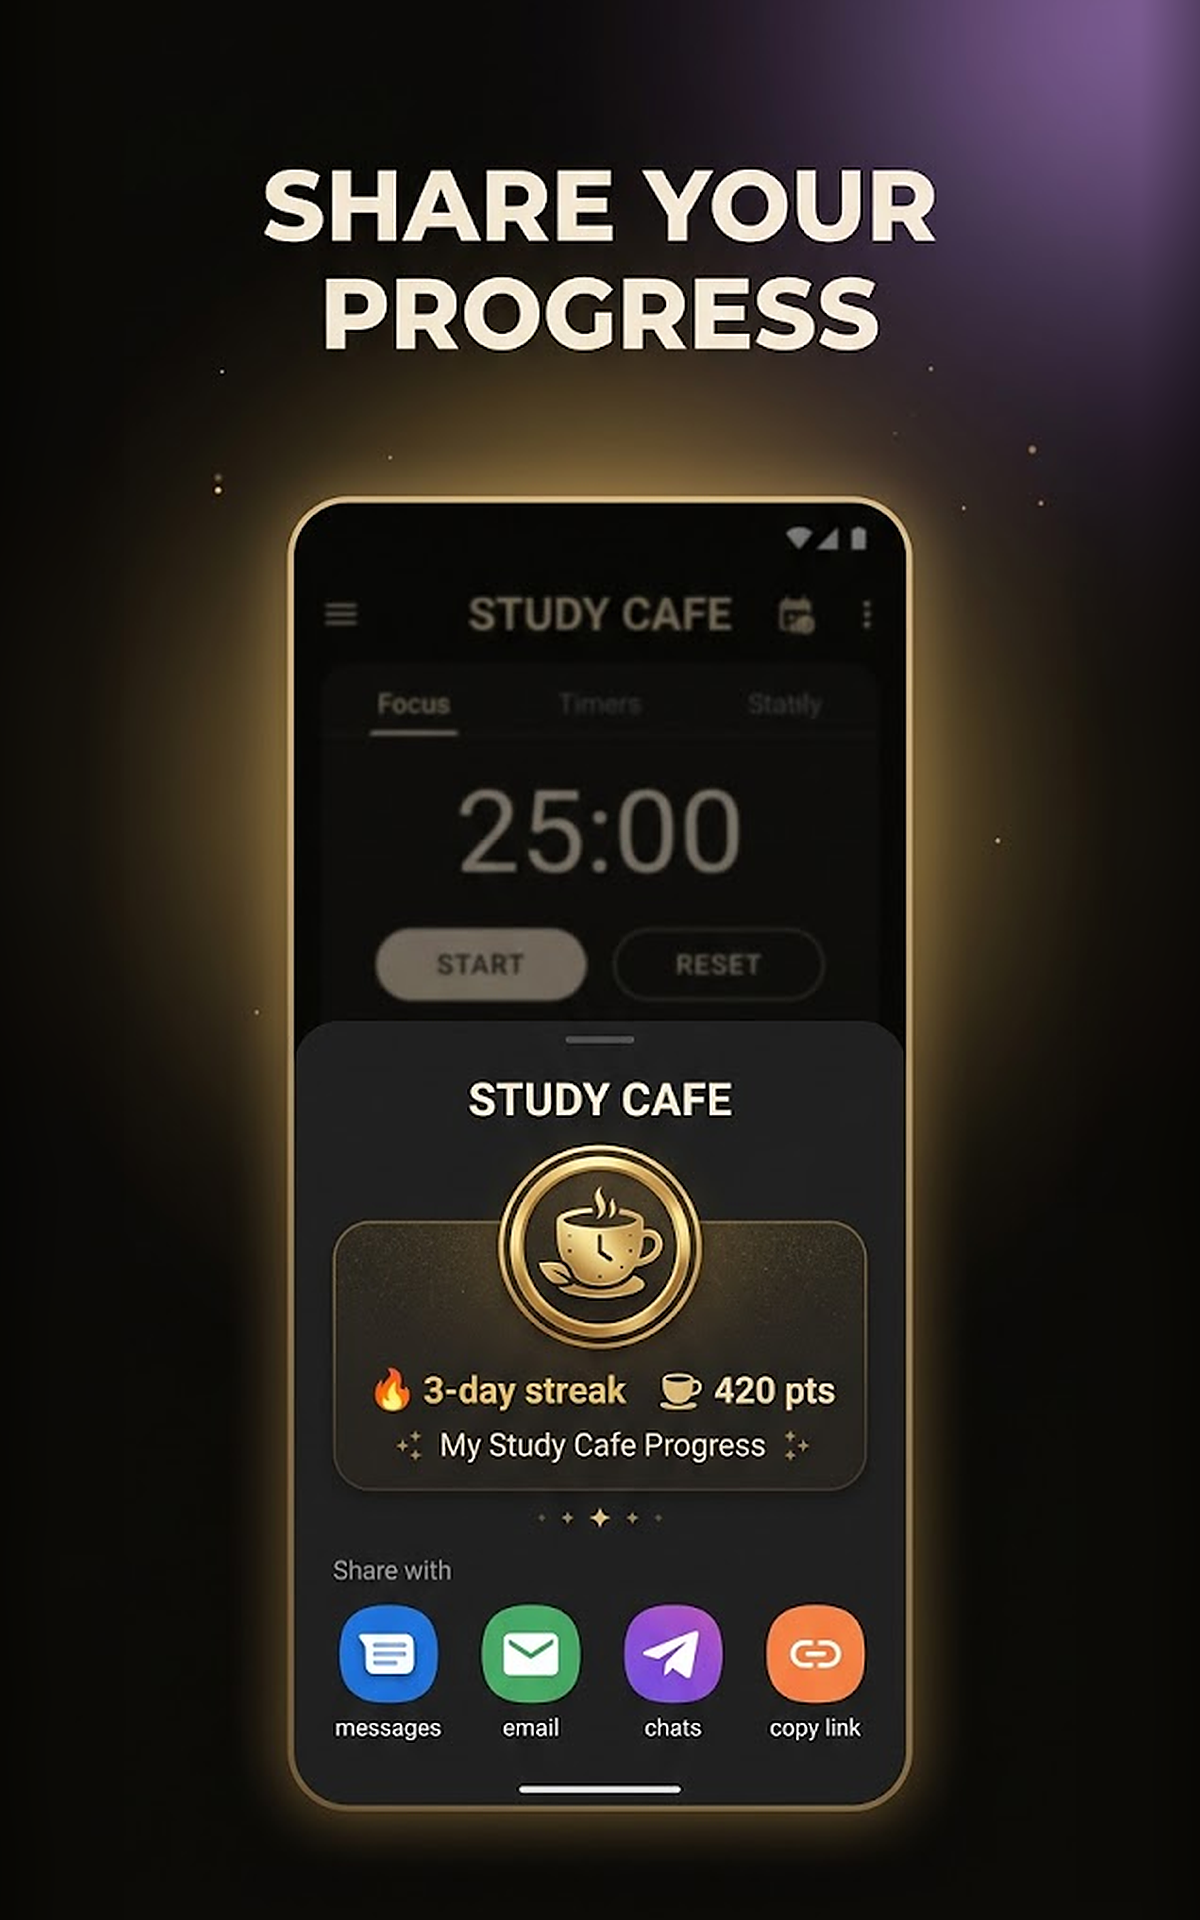 SHARE YOUR
PROGRESS
STUDY CAFE
Focus Timers Statily
25:00
START RESET
STUDY CAFE
3-day streak 420 pts
My Study Cafe Progress
Share with
messages email chats copy link